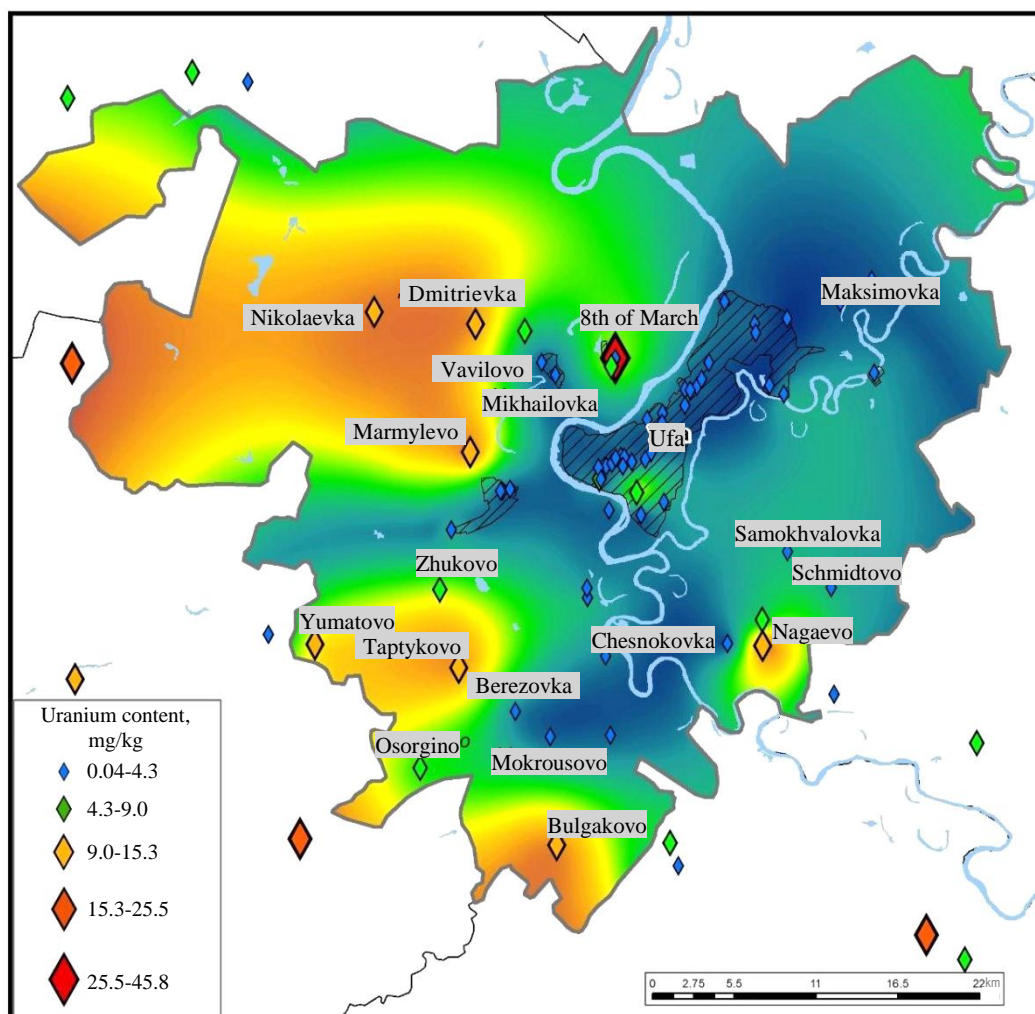 Dmitrievka
Maksimovka
Nikolaevka
8th of March
Vavilovo
Mikhailovka
Marmylevo
Ufa
Samokhvalovka
Zhukovo
Schmidtovo
Yumatovo
Chesnokovka
Nagaevo
Taptykovo
Berezovka
Osorgino
Mokrousovo
Bulgakovo
Uranium content,
mg/kg
0.04-4.3
4.3-9.0
9.0-15.3
15.3-25.5
25.5-45.8
0 2.75 5.5 11 16.5 22km